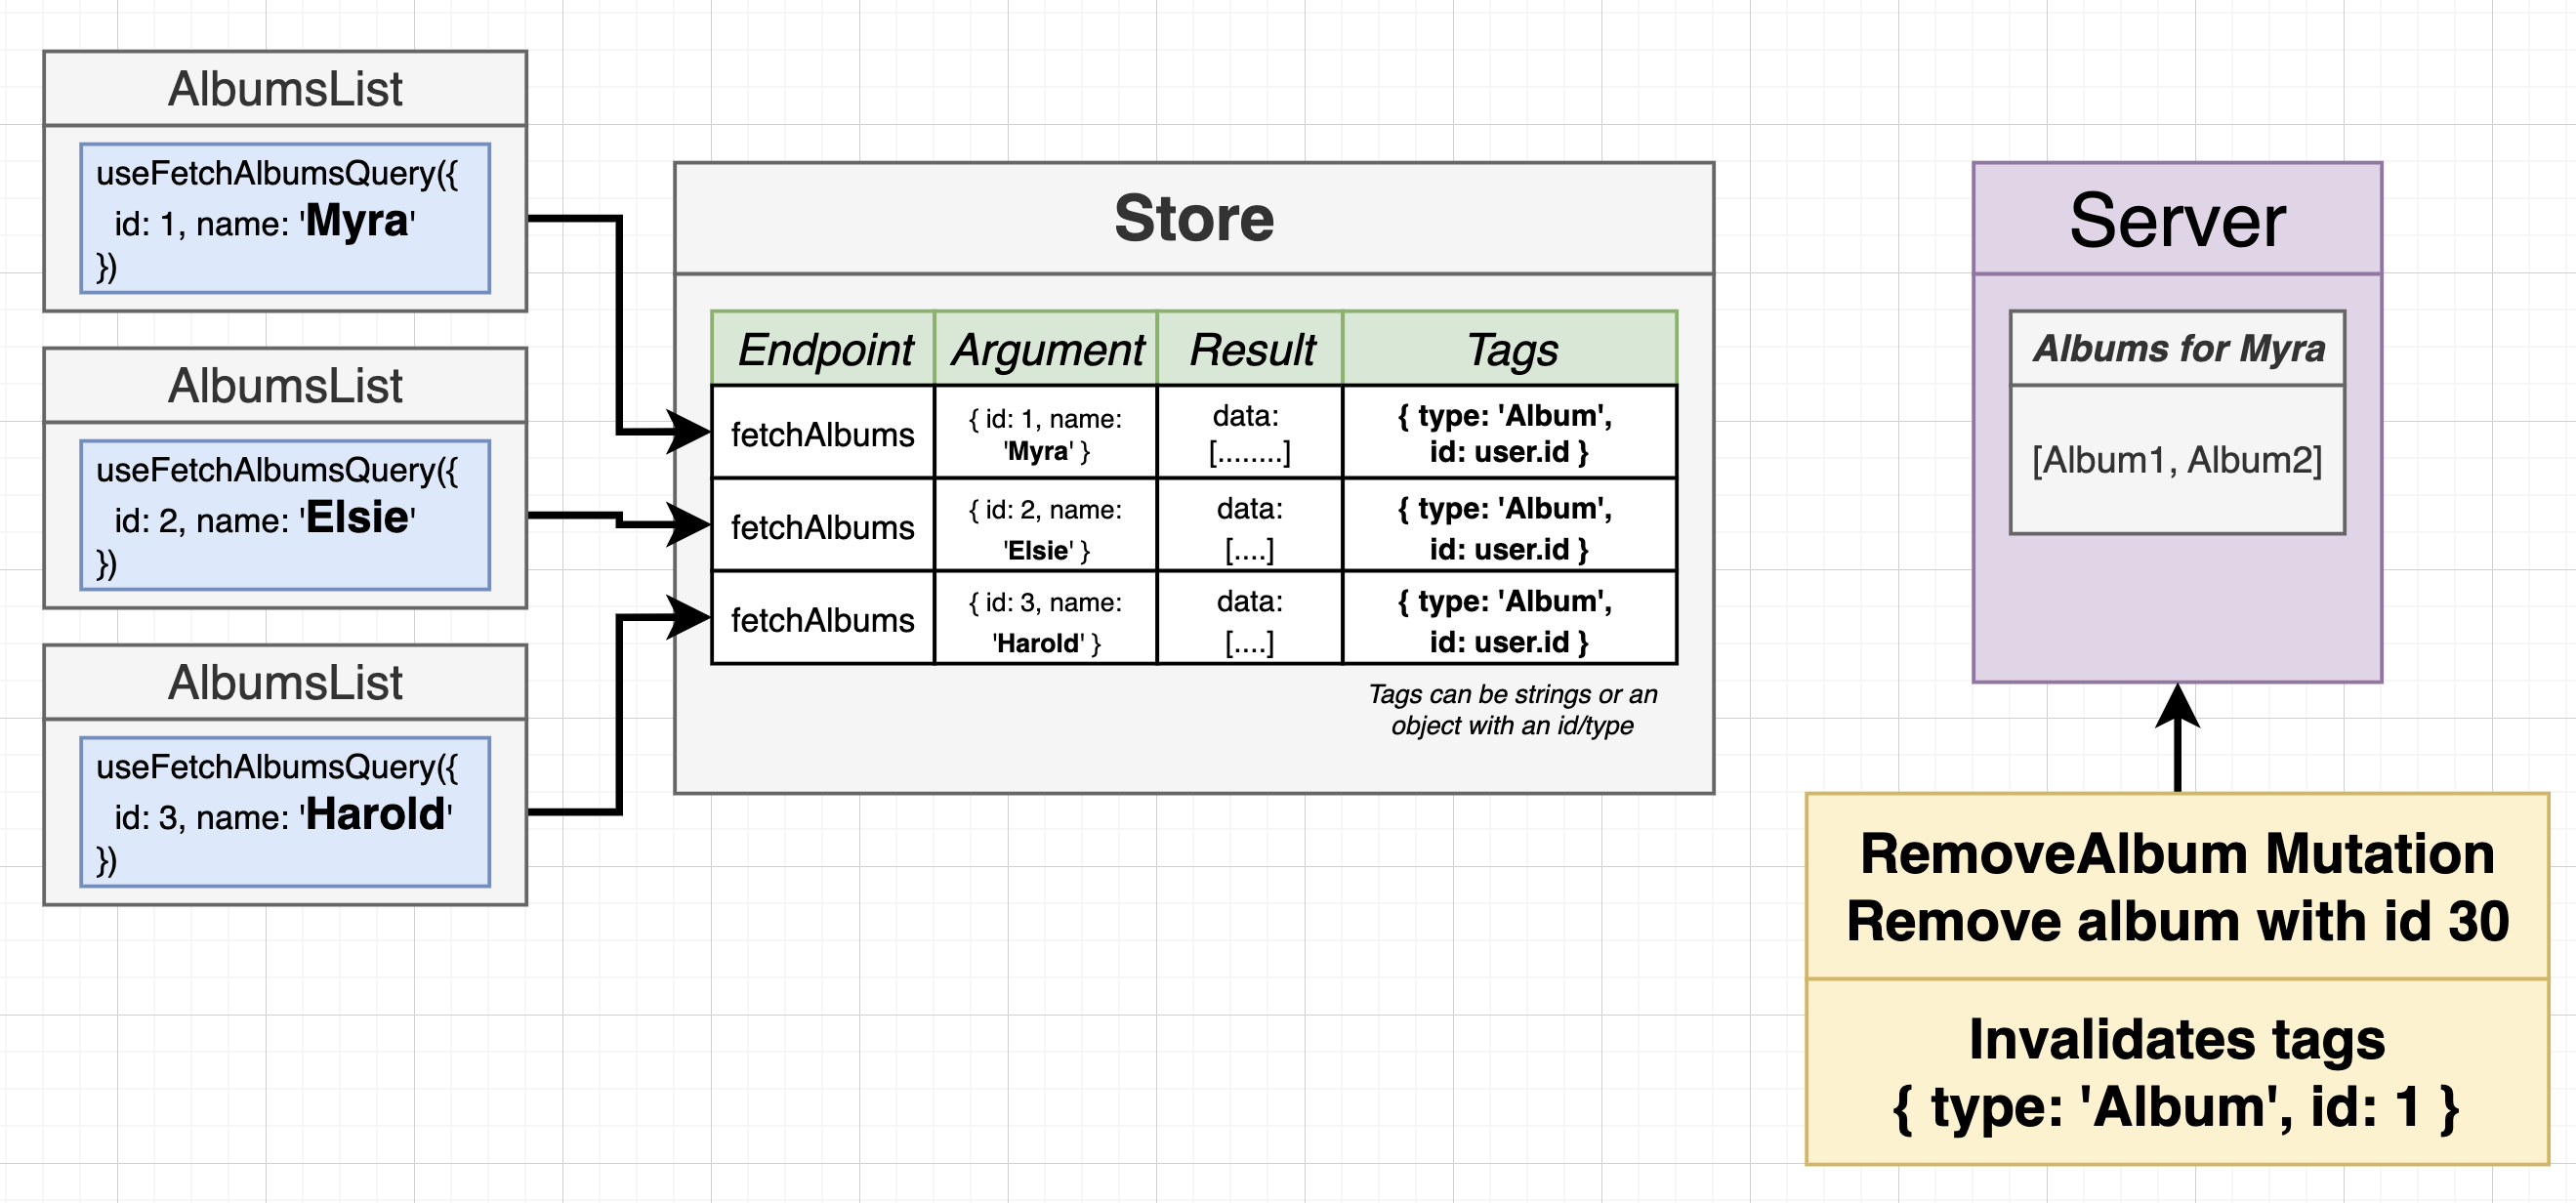 AlbumsList
useFetchAlbumsQuery({
id: 1, name: 'Myra'
})
AlbumsList
useFetchAlbumsQuery({
id: 2, name: 'Elsie'
})
AlbumsList
useFetchAlbumsQuery({
id: 3, name: 'Harold'
})
Store
Endpoint Argument Result Tags
fetchAlbums
{ id: 1, name:
'Myra' }
data:
[........]
{ type: 'Album',
id: user.id }
fetchAlbums
{ id: 2, name:
'Elsie' }
data:
[....]
{ type: 'Album',
id: user.id }
fetchAlbums
{ id: 3, name:
'Harold' }
data:
[....]
{ type: 'Album',
id: user.id }
Tags can be strings or an
object with an id/type
Server
Albums for Myra
[Album1, Album2]
RemoveAlbum Mutation
Remove album with id 30
Invalidates tags
{ type: 'Album', id: 1 }